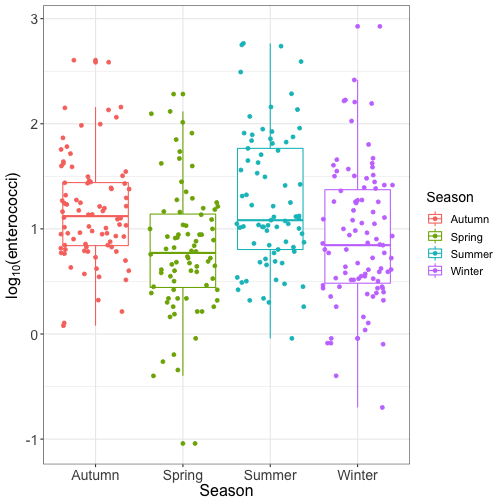 3
2
1
0
-1
log10(enterococci)
Autumn Spring Summer Winter
Season
Season
Autumn
Spring
Summer
Winter